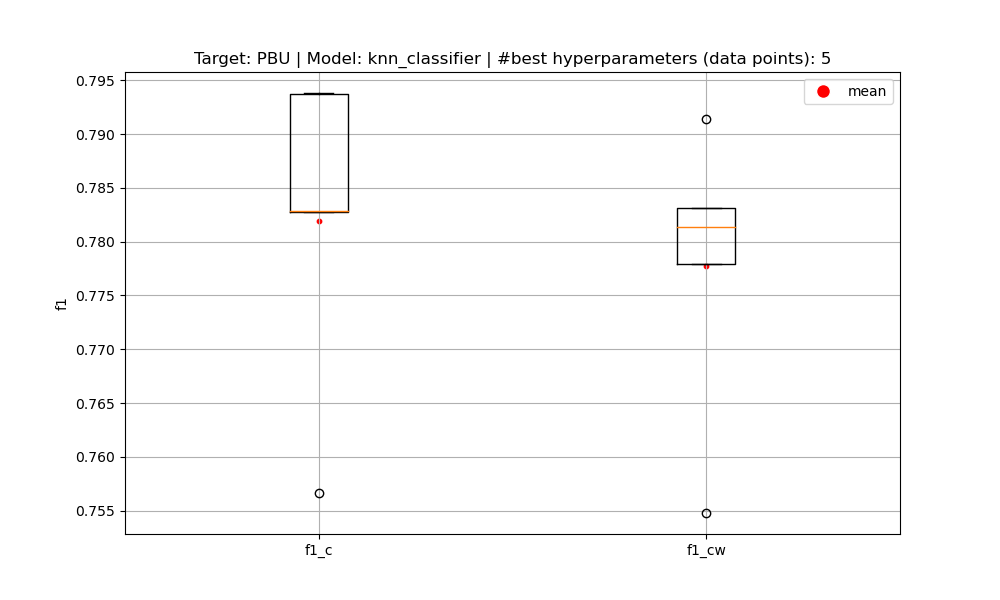 Target: PBU | Model: knn_classifier | #best hyperparameters (data points): 5
mean
0.795
0.790
0.785
0.780
0.775
0.770
0.765
0.760
0.755
f1
f1_c
f1_cw